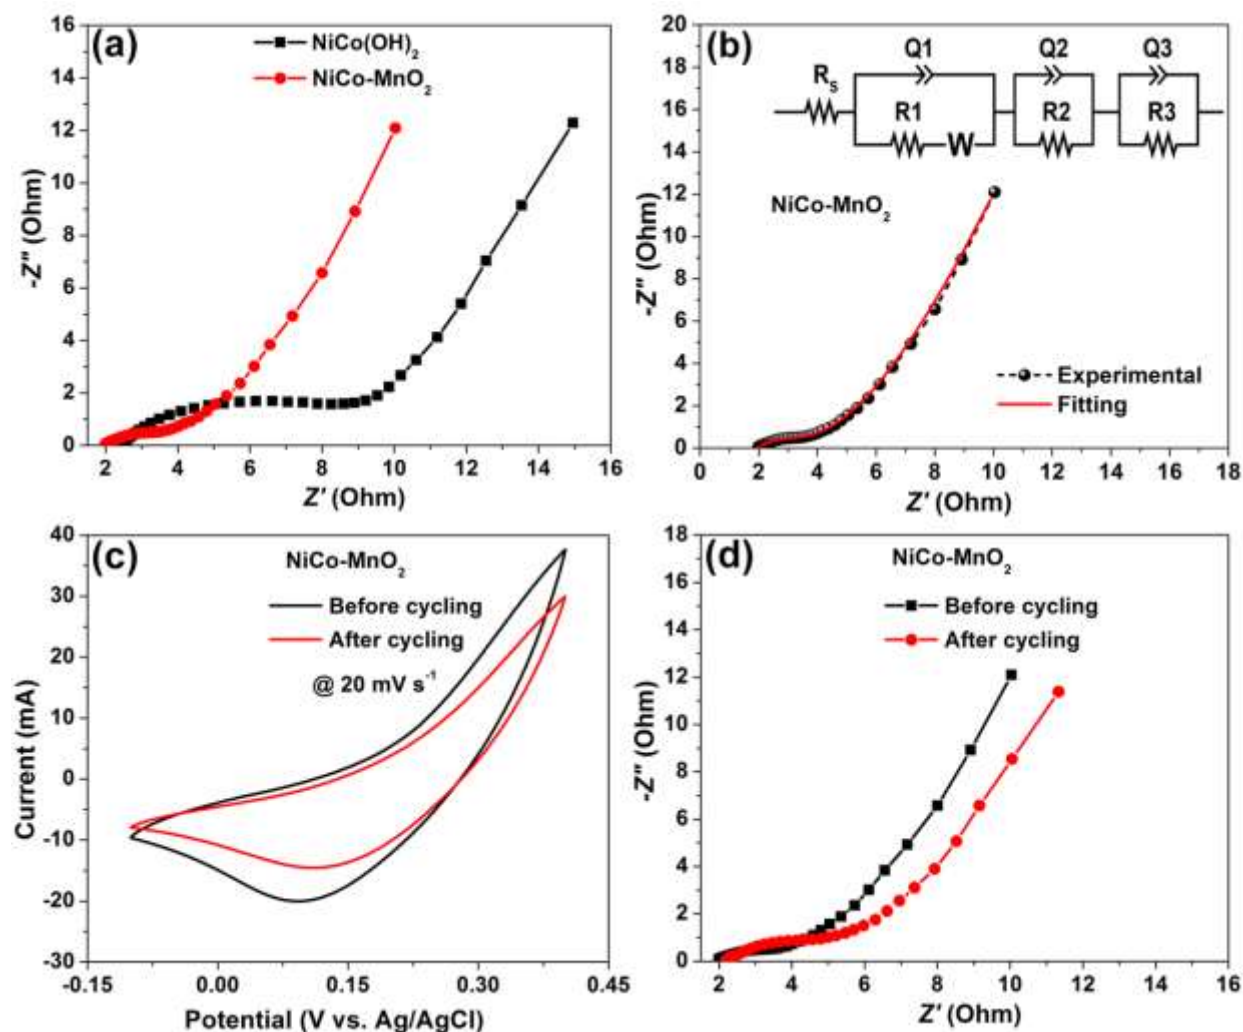 (a)
NiCo(OH)2
NiCo-MnO2
16
14
12
10
8
6
4
2
0
-Z″ (Ohm)
2 4 6 8 10 12 14 16
Z′ (Ohm)
(b)
Q1 Q2 Q3
Rs
R1 R2 R3
W
NiCo-MnO2
Experimental
Fitting
20
18
16
14
12
10
8
6
4
2
0
-Z″ (Ohm)
0 2 4 6 8 10 12 14 16 18
Z′ (Ohm)
(c)
NiCo-MnO2
Before cycling
After cycling
@ 20 mV s-1
40
30
20
10
0
-10
-20
-30
Current (mA)
-0.15 0.00 0.15 0.30 0.45
Potential (V vs. Ag/AgCl)
(d)
NiCo-MnO2
Before cycling
After cycling
18
16
14
12
10
8
6
4
2
0
-Z″ (Ohm)
2 4 6 8 10 12 14 16
Z′ (Ohm)